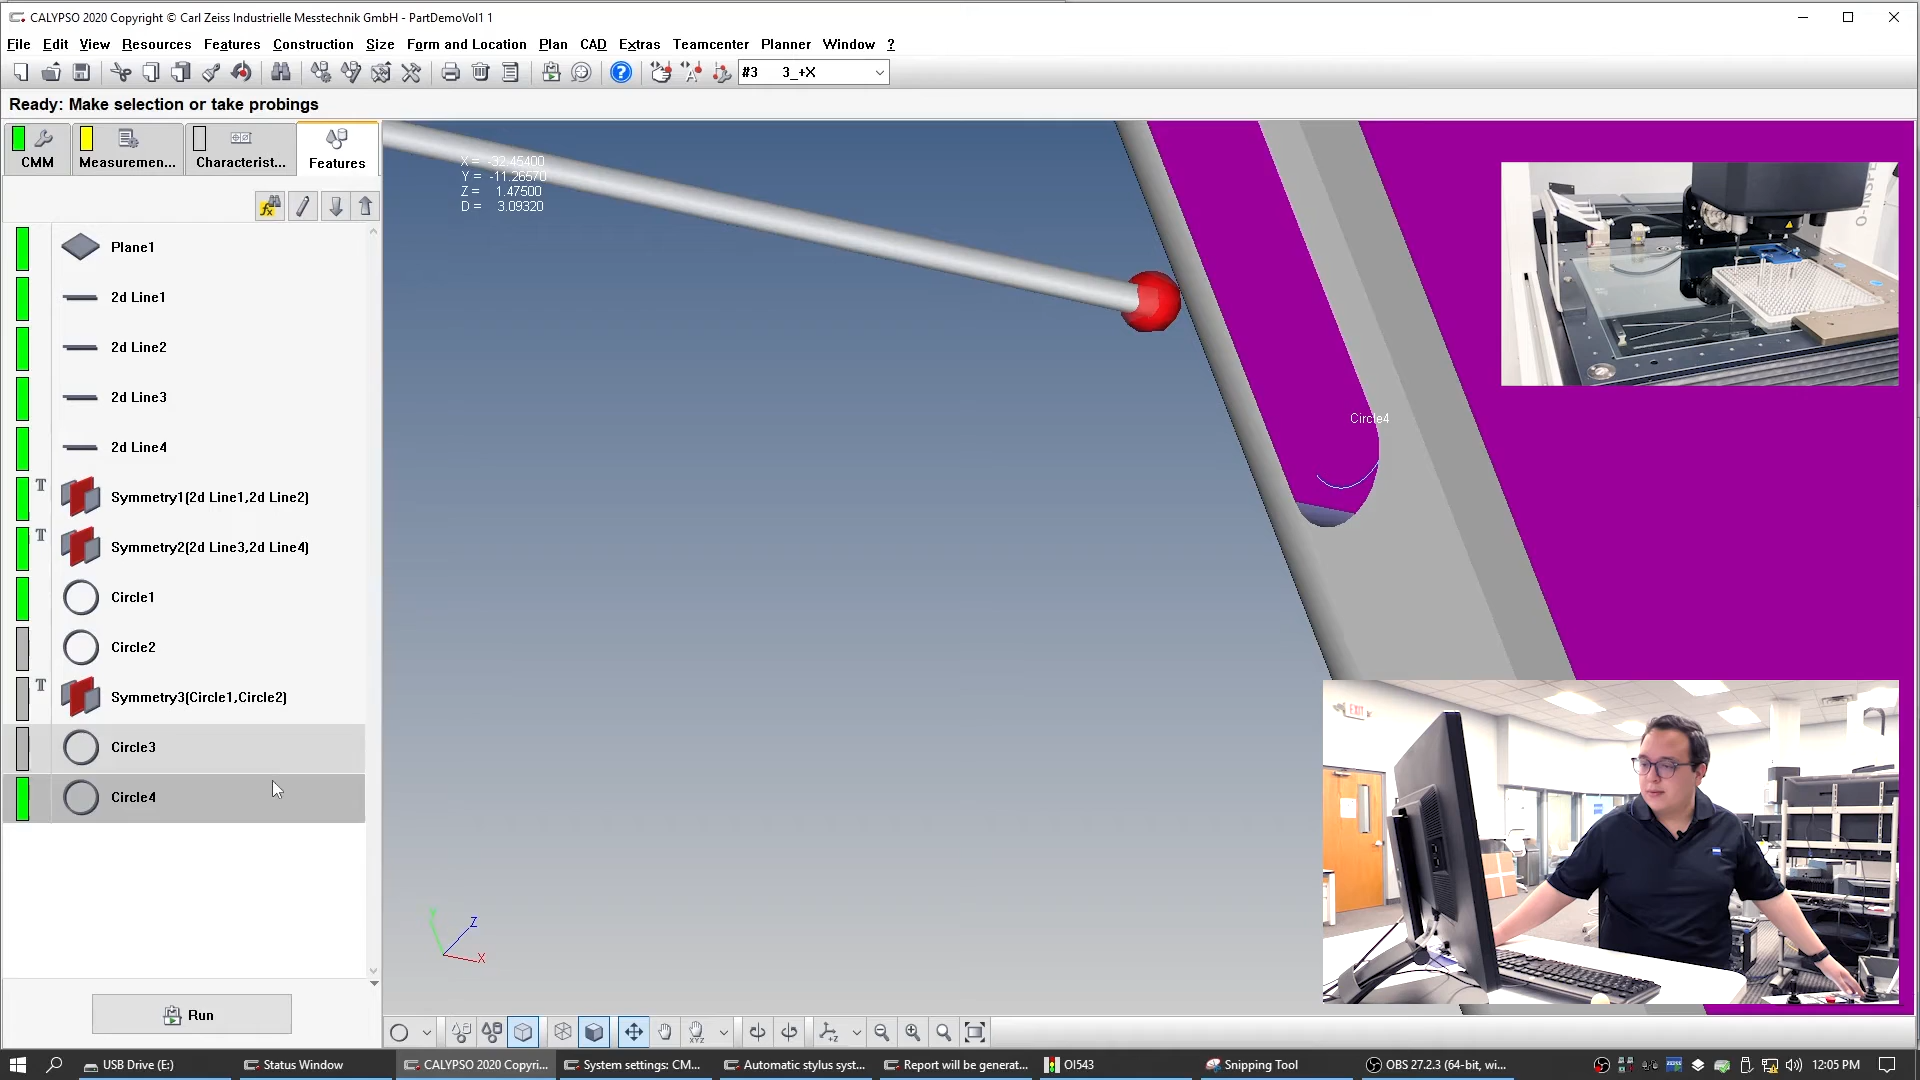 CALYPSO 2020 Copyright © Carl Zeiss Industrielle Messtechnik GmbH - PartDemoVol1 1
File Edit View Resources Features Construction Size Form and Location Plan CAD Extras Teamcenter Planner Window ?
#3 3_+X
Ready: Make selection or take probings
CMM Measuremen... Characterist... Features
X = -32.45400
Y = -11.26570
Z = 1.47500
D = 3.09320
O-INSPECT
fx
Plane1
2d Line1
2d Line2
2d Line3
2d Line4
T Symmetry1(2d Line1,2d Line2)
T Symmetry2(2d Line3,2d Line4)
Circle1
Circle2
T Symmetry3(Circle1,Circle2)
Circle3
Circle4
Circle4
EXIT
Y Z X
Run
XYZ
+z
USB Drive (E:) Status Window CALYPSO 2020 Copyri... System settings: CM... Automatic stylus syst... Report will be generat... OI543 Snipping Tool OBS 27.2.3 (64-bit, wi... 12:05 PM